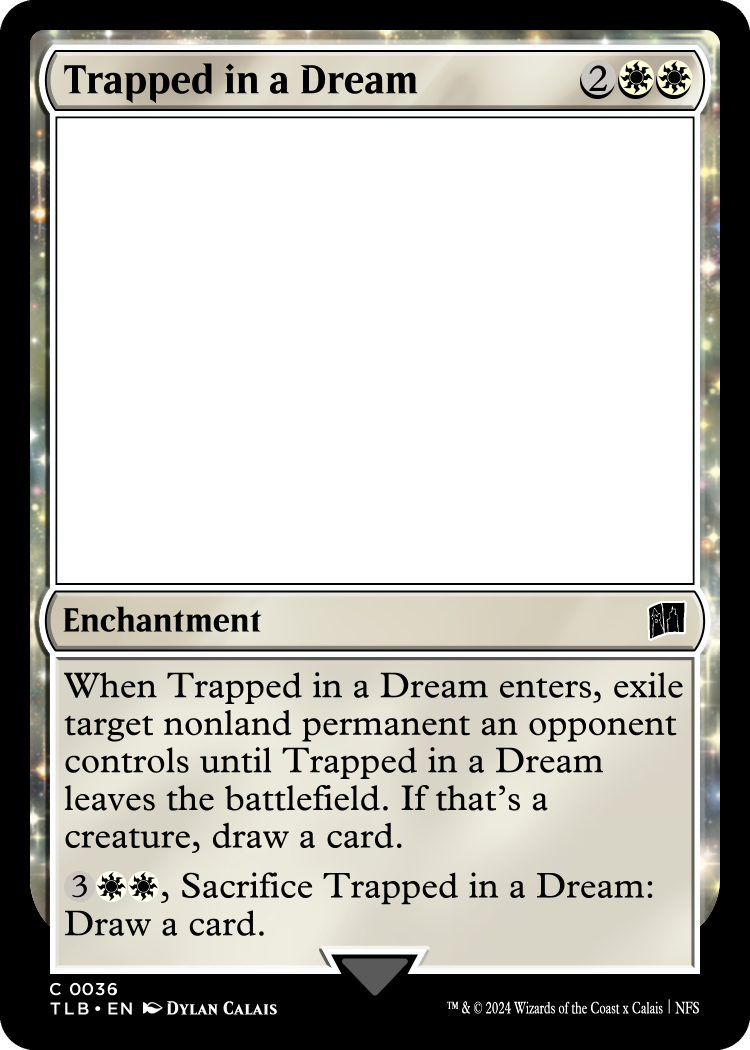 Trapped in a Dream 2
Enchantment
When Trapped in a Dream enters, exile
target nonland permanent an opponent
controls until Trapped in a Dream
leaves the battlefield. If that's a
creature, draw a card.
3, Sacrifice Trapped in a Dream:
Draw a card.
C 0036
TLB • EN Dylan Calais
™ & © 2024 Wizards of the Coast x Calais | NFS